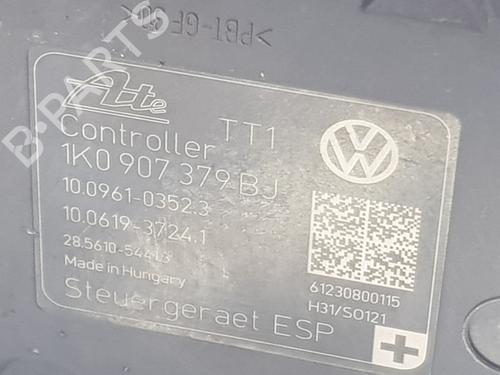 >PBT-GF30<
Ate
TT1
Controller
1K0 907 379 BJ
10.0961-0352.3
10.0619-3724.1
28.5610-5441.3
Made in Hungary
Steuergeraet ESP
61230800115
H31/SO121
B-PARTS